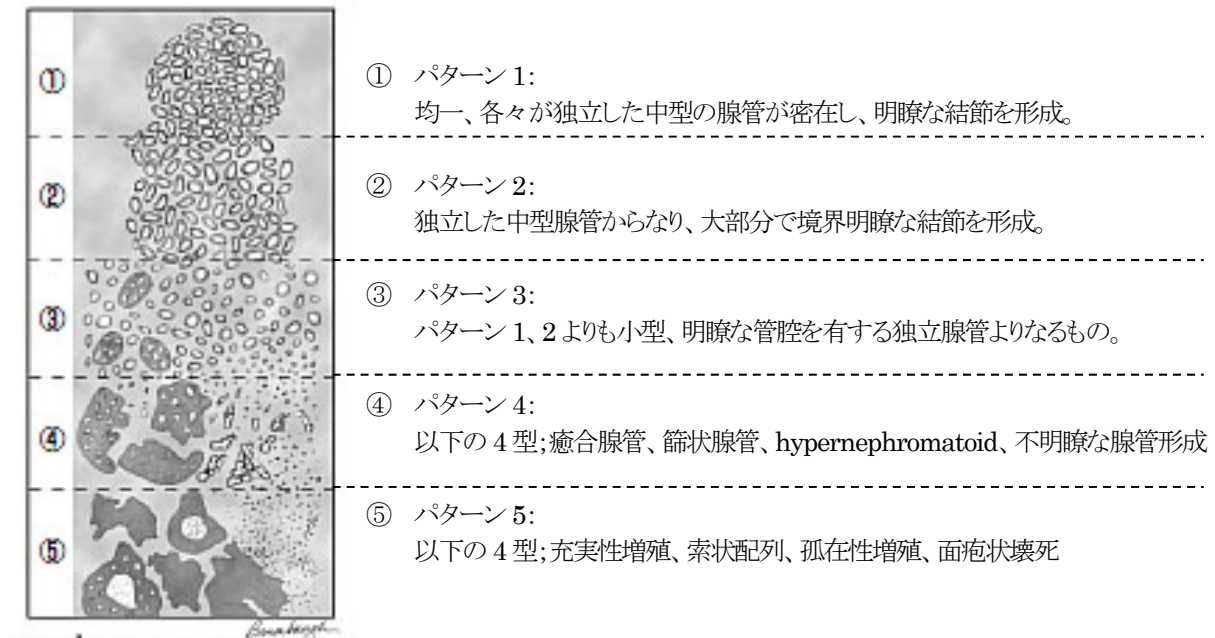 ①
②
③
④
⑤
① パターン 1:
均一、各々が独立した中型の腺管が密在し、明瞭な結節を形成。
② パターン 2:
独立した中型腺管からなり、大部分で境界明瞭な結節を形成。
③ パターン 3:
パターン 1、2 よりも小型、明瞭な管腔を有する独立腺管よりなるもの。
④ パターン 4:
以下の 4 型;癒合腺管、篩状腺管、hypernephromatoid、不明瞭な腺管形成
⑤ パターン 5:
以下の 4 型;充実性増殖、索状配列、孤在性増殖、面疱状壊死